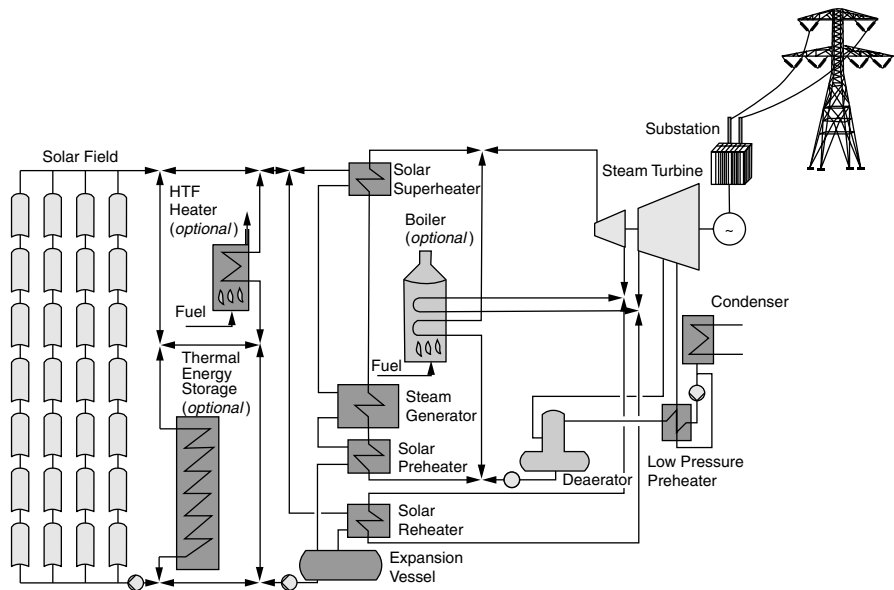 Substation
Solar Field
Steam Turbine
HTF
Heater
(optional)
Solar
Superheater
Boiler
(optional)
~
Fuel
Condenser
Thermal
Energy
Storage
(optional)
Fuel
Steam
Generator
Solar
Preheater
Deaerator
Low Pressure
Preheater
Solar
Reheater
Expansion
Vessel